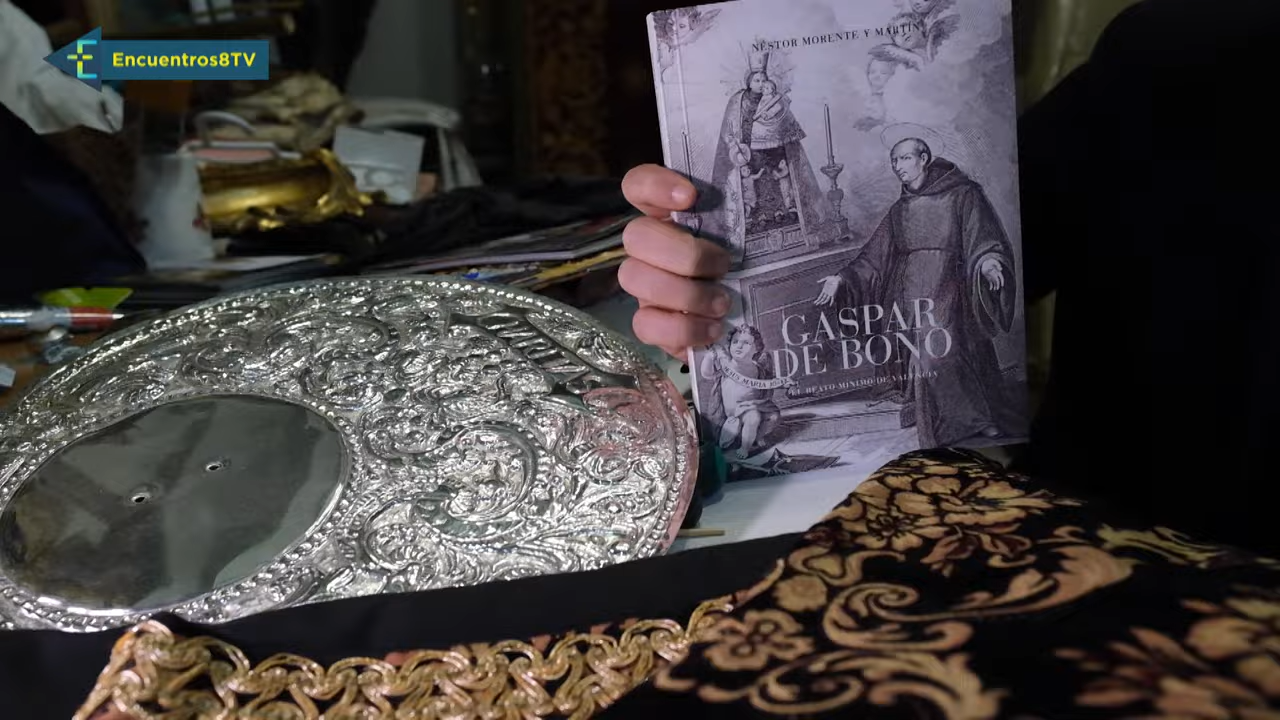 Encuentros8TV
NÉSTOR MORENTE Y MARTÍN
GASPAR
DE BONO
EL BEATO MÍNIMO DE VALENCIA